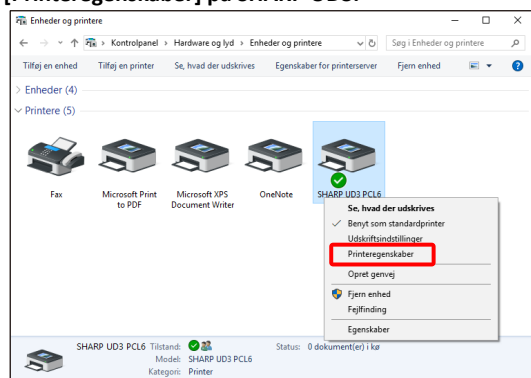 [Printeregenskaber] på SHARP UD3.
Enheder og printere
Kontrolpanel > Hardware og lyd > Enheder og printere
Søg i Enheder og printere
Tilføj en enhed Tilføj en printer Se, hvad der udskrives Egenskaber for printerserver Fjern enhed
Enheder (4)
Printere (5)
Fax
Microsoft Print
to PDF
Microsoft XPS
Document Writer
OneNote
SHARP UD3 PCL6
Se, hvad der udskrives
Benyt som standardprinter
Udskriftsindstillinger
Printeregenskaber
Opret genvej
Fjern enhed
Fejlfinding
Egenskaber
SHARP UD3 PCL6 Tilstand: Status: 0 dokument(er) i kø
Model: SHARP UD3 PCL6
Kategori: Printer